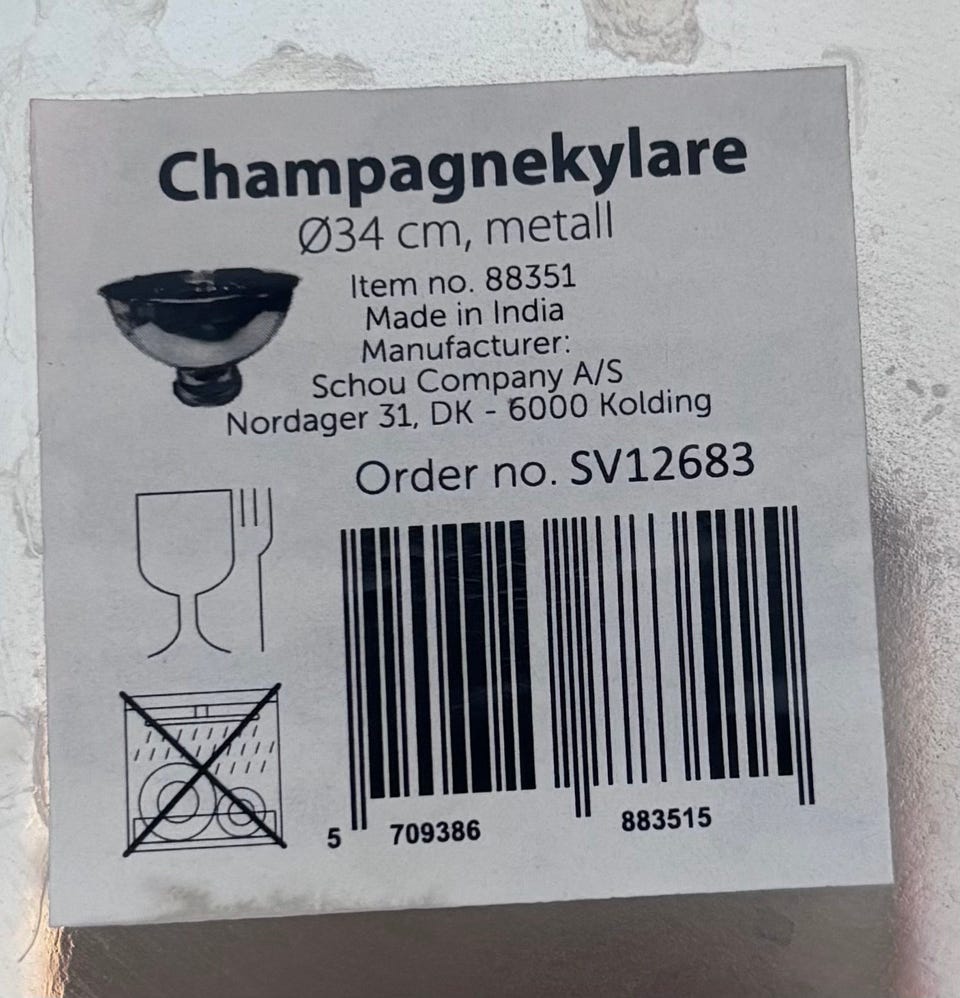 Champagnekylare
Ø34 cm, metall
Item no. 88351
Made in India
Manufacturer:
Schou Company A/S
Nordager 31, DK - 6000 Kolding
Order no. SV12683
5 709386 883515